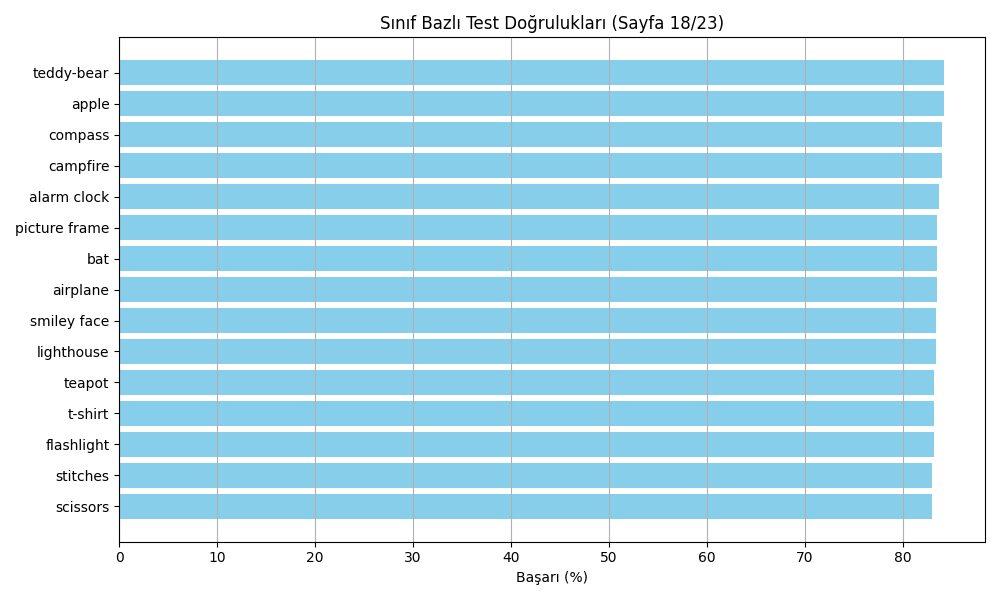 Sınıf Bazlı Test Doğrulukları (Sayfa 18/23)
teddy-bear
apple
compass
campfire
alarm clock
picture frame
bat
airplane
smiley face
lighthouse
teapot
t-shirt
flashlight
stitches
scissors
0 10 20 30 40 50 60 70 80
Başarı (%)